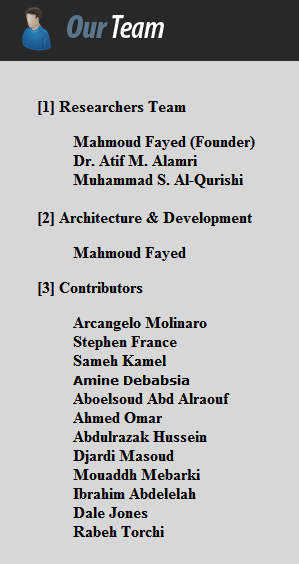 Our Team
[1] Researchers Team
Mahmoud Fayed (Founder)
Dr. Atif M. Alamri
Muhammad S. Al-Qurishi
[2] Architecture & Development
Mahmoud Fayed
[3] Contributors
Arcangelo Molinaro
Stephen France
Sameh Kamel
Amine Debabsia
Aboelsoud Abd Alraouf
Ahmed Omar
Abdulrazak Hussein
Djardi Masoud
Mouaddh Mebarki
Ibrahim Abdelelah
Dale Jones
Rabeh Torchi